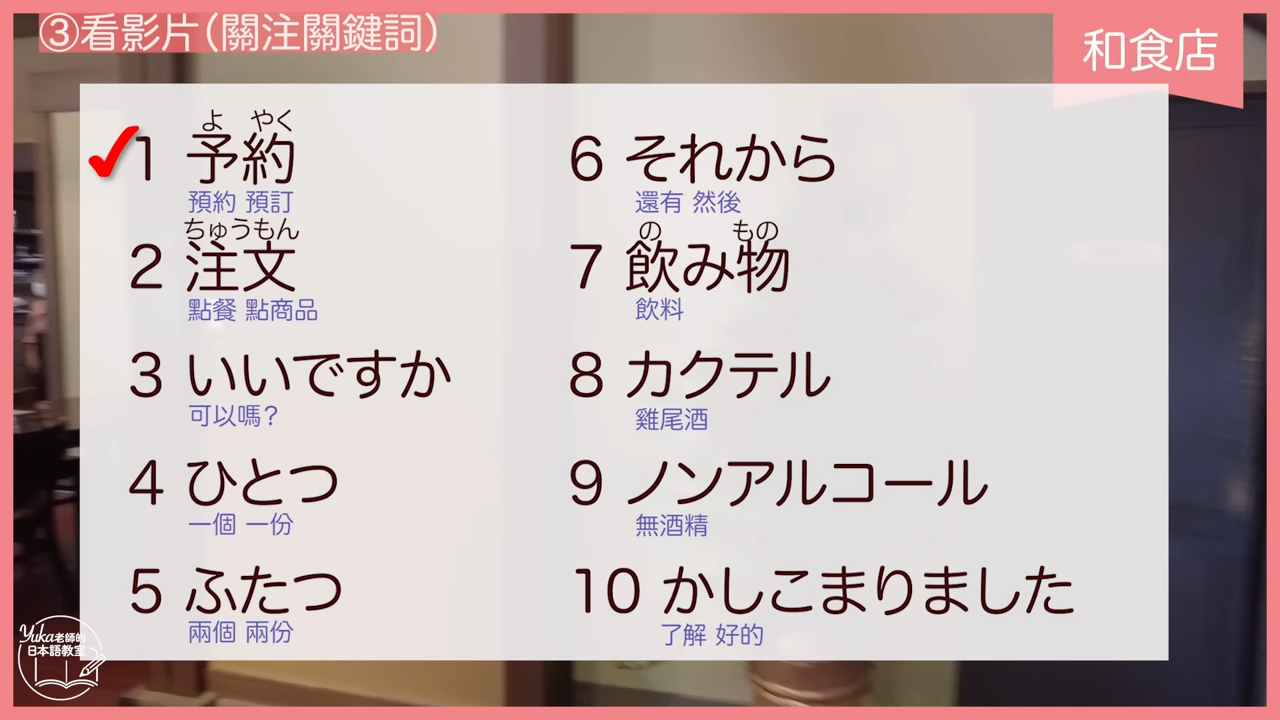 ③看影片(關注關鍵詞)
和食店
よ やく
1 予約
預約 預訂
ちゅうもん
2 注文
點餐 點商品
3 いいですか
可以嗎?
4 ひとつ
一個 一份
5 ふたつ
兩個 兩份
6 それから
還有 然後
の もの
7 飲み物
飲料
8 カクテル
雞尾酒
9 ノンアルコール
無酒精
10 かしこまりました
了解 好的
Yuka老師的
日本語教室